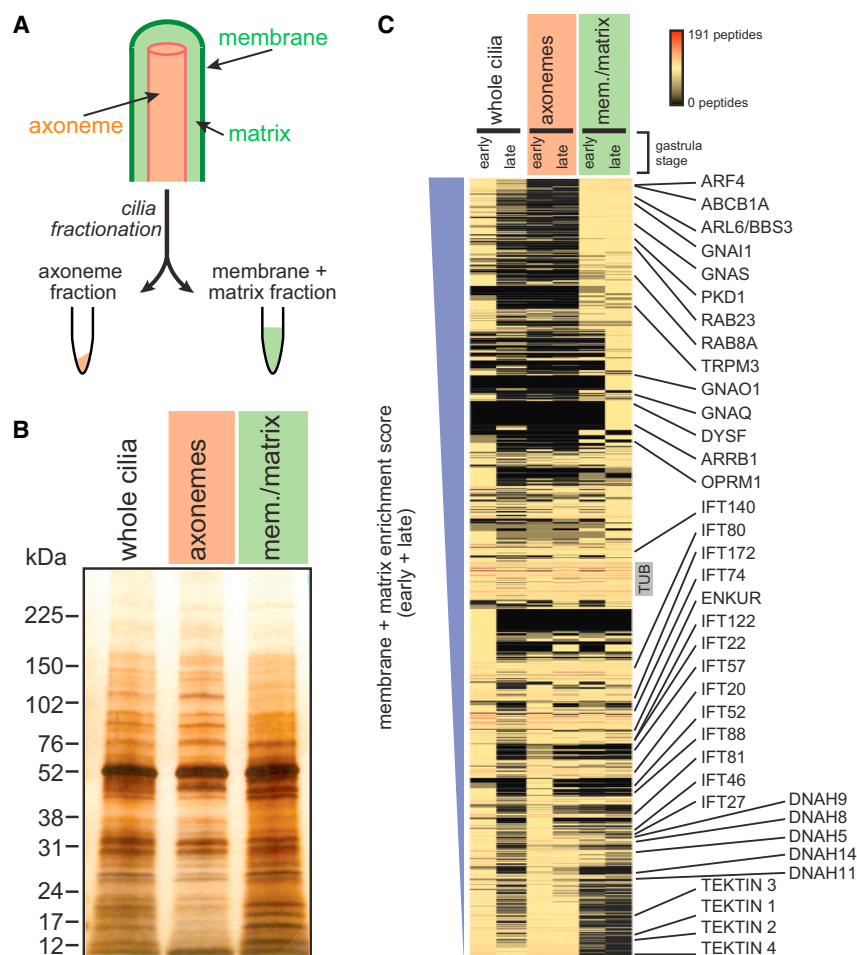 A
membrane
axoneme
matrix
cilia
fractionation
axoneme
fraction
membrane +
matrix fraction
B
whole cilia
axonemes
mem./matrix
kDa
225
150
102
76
52
38
31
24
17
12
C
191 peptides
0 peptides
whole cilia
axonemes
mem./matrix
early
late
early
late
early
late
gastrula
stage
membrane + matrix enrichment score
(early + late)
TUB
ARF4
ABCB1A
ARL6/BBS3
GNAI1
GNAS
PKD1
RAB23
RAB8A
TRPM3
GNAO1
GNAQ
DYSF
ARRB1
OPRM1
IFT140
IFT80
IFT172
IFT74
ENKUR
IFT122
IFT22
IFT57
IFT20
IFT52
IFT88
IFT81
IFT46
IFT27
DNAH9
DNAH8
DNAH5
DNAH14
DNAH11
TEKTIN 3
TEKTIN 1
TEKTIN 2
TEKTIN 4